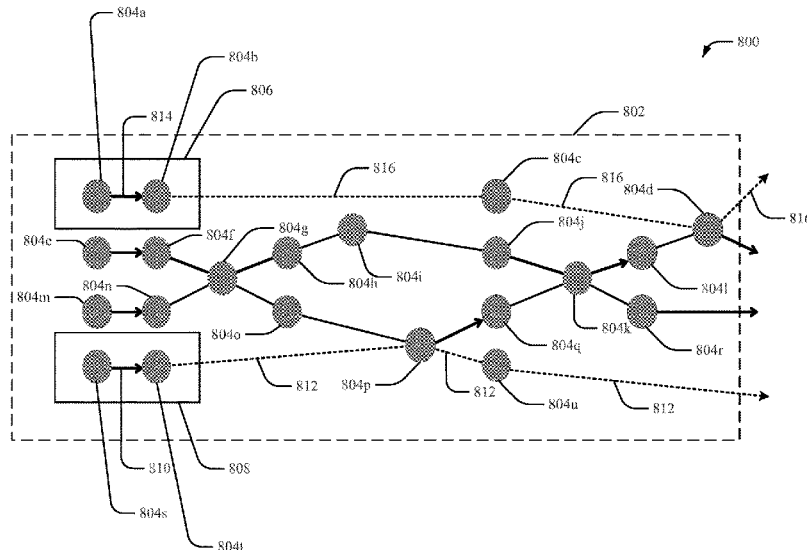 804a
804b
800
814
806
802
804c
816
816
804d
816
804e
804f
804g
804j
804h
804i
804l
804m
804n
804o
804q
804k
804r
812
804p
812
804u
812
810
808
804s
804t